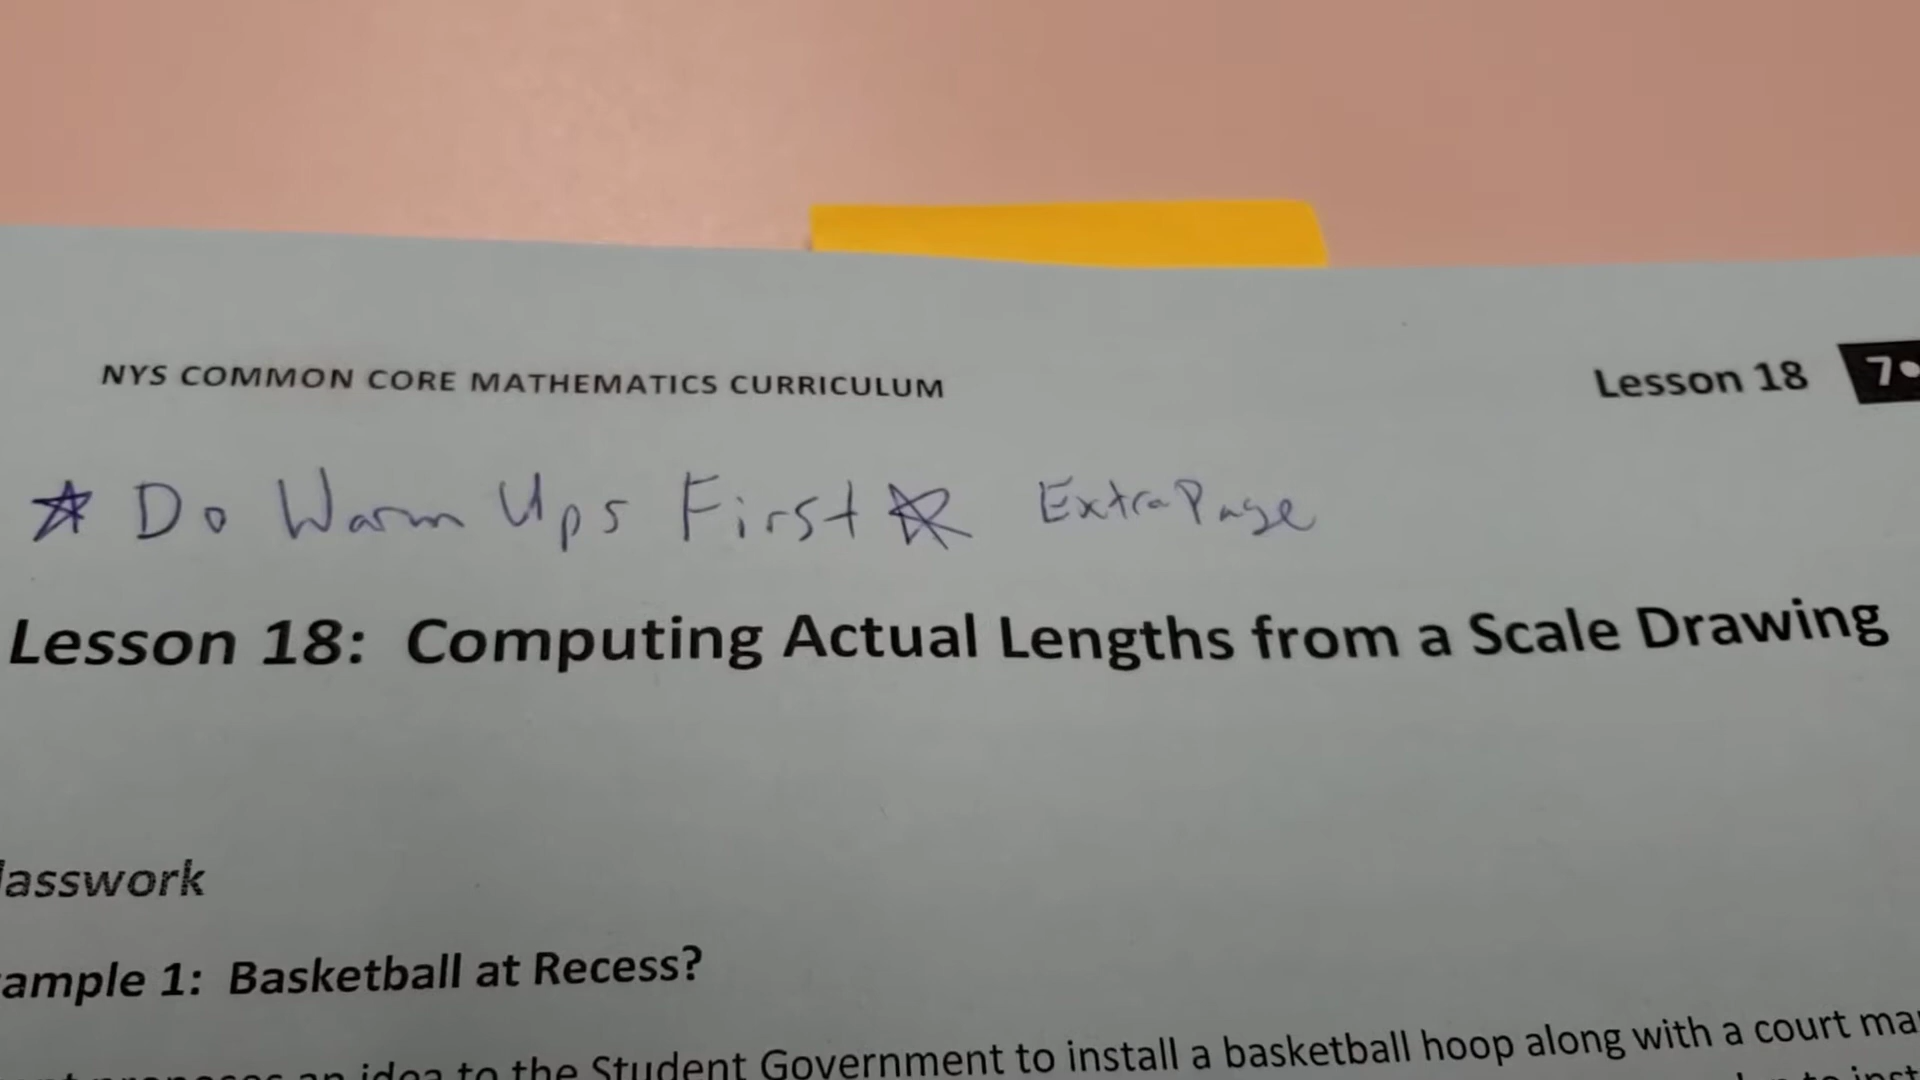 NYS COMMON CORE MATHEMATICS CURRICULUM Lesson 18 7•
Do Warm Ups First Extra Page
Lesson 18: Computing Actual Lengths from a Scale Drawing
lasswork
ample 1: Basketball at Recess?
an idea to the Student Government to install a basketball hoop along with a court